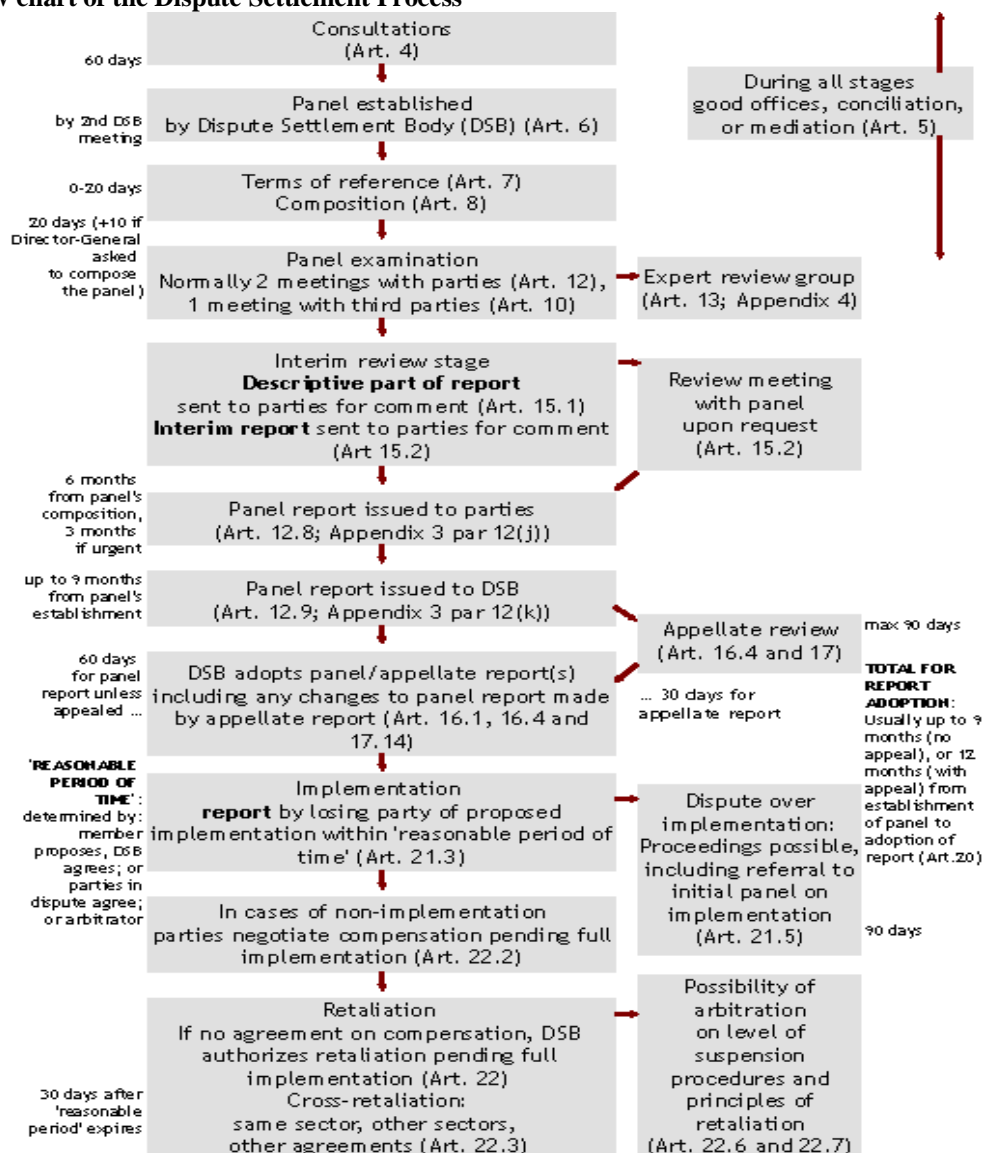 chart of the Dispute Settlement Process
Consultations
(Art. 4)
60 days
During all stages
good offices, conciliation,
or mediation (Art. 5)
Panel established
by Dispute Settlement Body (DSB) (Art. 6)
by 2nd DSB
meeting
Terms of reference (Art. 7)
Composition (Art. 8)
0-20 days
20 days (+10 if
Director-General
asked
to compose
the panel)
Panel examination
Normally 2 meetings with parties (Art. 12),
1 meeting with third parties (Art. 10)
Expert review group
(Art. 13; Appendix 4)
Interim review stage
Descriptive part of report
sent to parties for comment (Art. 15.1)
Interim report sent to parties for comment
(Art 15.2)
Review meeting
with panel
upon request
(Art. 15.2)
6 months
from panel's
composition,
3 months
if urgent
Panel report issued to parties
(Art. 12.8; Appendix 3 par 12(j))
up to 9 months
from panel's
establishment
Panel report issued to DSB
(Art. 12.9; Appendix 3 par 12(k))
Appellate review
(Art. 16.4 and 17)
max 90 days
60 days
for panel
report unless
appealed ...
DSB adopts panel/appellate report(s)
including any changes to panel report made
by appellate report (Art. 16.1, 16.4 and
17.14)
... 30 days for
appellate report
TOTAL FOR
REPORT
ADOPTION:
Usually up to 9
months (no
appeal), or 12
months (with
appeal) from
establishment
of panel to
adoption of
report (Art.20)
'REASONABLE
PERIOD OF
TIME':
determined by:
member
proposes, DSB
agrees; or
parties in
dispute agree;
or arbitrator
Implementation
report by losing party of proposed
implementation within 'reasonable period of
time' (Art. 21.3)
Dispute over
implementation:
Proceedings possible,
including referral to
initial panel on
implementation
(Art. 21.5)
90 days
In cases of non-implementation
parties negotiate compensation pending full
implementation (Art. 22.2)
Retaliation
If no agreement on compensation, DSB
authorizes retaliation pending full
implementation (Art. 22)
Cross-retaliation:
same sector, other sectors,
other agreements (Art. 22.3)
30 days after
'reasonable
period' expires
Possibility of
arbitration
on level of
suspension
procedures and
principles of
retaliation
(Art. 22.6 and 22.7)